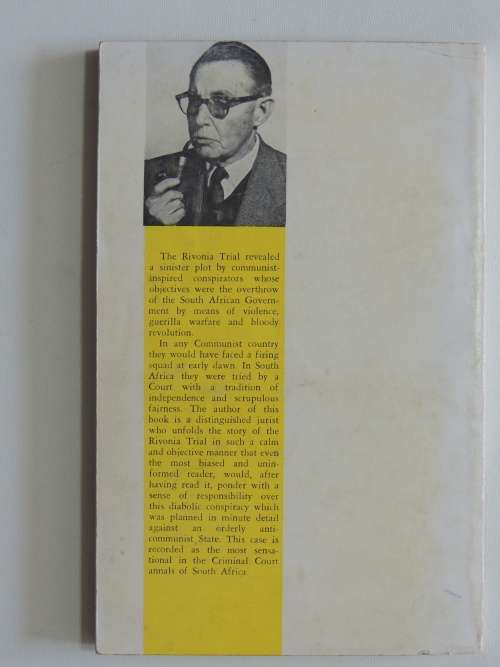 The Rivonia Trial revealed
a sinister plot by communist-
inspired conspirators whose
objectives were the overthrow
of the South African Govern-
ment by means of violence,
guerilla warfare and bloody
revolution.
In any Communist country
they would have faced a firing
squad at early dawn. In South
Africa they were tried by a
Court with a tradition of
independence and scrupulous
fairness. The author of this
book is a distinguished jurist
who unfolds the story of the
Rivonia Trial in such a calm
and objective manner that even
the most biased and unin-
formed reader, would, after
having read it, ponder with a
sense of responsibility over
this diabolic conspiracy which
was planned in minute detail
against an orderly anti-
communist State. This case is
recorded as the most sensa-
tional in the Criminal Court
annals of South Africa